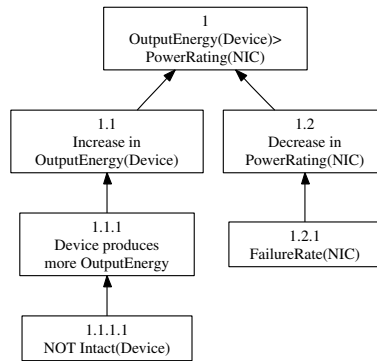 1
OutputEnergy(Device)>
PowerRating(NIC)
1.1
Increase in
OutputEnergy(Device)
1.2
Decrease in
PowerRating(NIC)
1.1.1
Device produces
more OutputEnergy
1.2.1
FailureRate(NIC)
1.1.1.1
NOT Intact(Device)